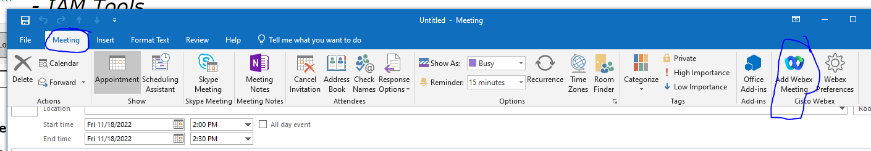 - IAM Tools
Untitled - Meeting
File Meeting Insert Format Text Review Help Tell me what you want to do
Delete
Calendar
Forward
Actions
Appointment
Scheduling
Assistant
Show
Skype
Meeting
Skype Meeting
Meeting
Notes
Meeting Notes
Cancel
Invitation
Address
Book
Check
Names
Response
Options
Attendees
Show As: Busy
Reminder: 15 minutes
Recurrence
Time
Zones
Room
Finder
Options
Categorize
Private
High Importance
Low Importance
Tags
Office
Add-ins
Add-ins
Add Webex
Meeting
Webex
Preferences
Cisco Webex
Location
Start time Fri 11/18/2022 2:00 PM All day event
End time Fri 11/18/2022 2:30 PM